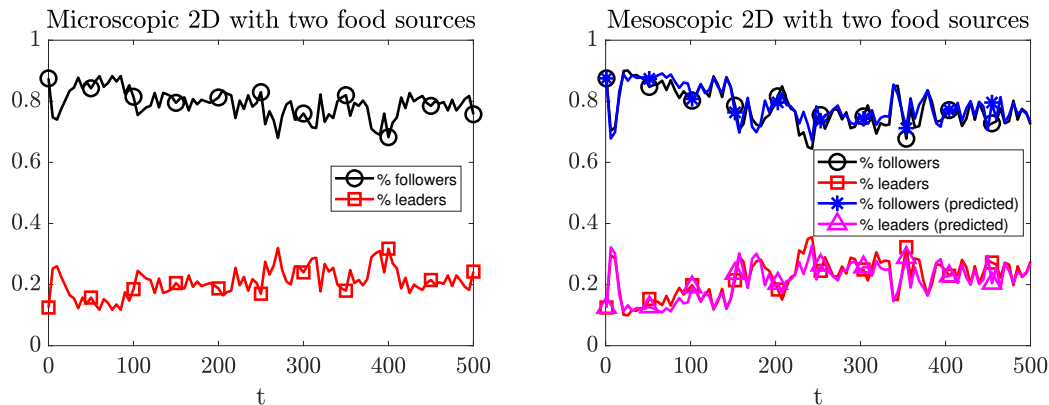 Microscopic 2D with two food sources
1
0.8
0.6
0.4
0.2
0
0
100
200
300
400
500
t
% followers
% leaders
Mesoscopic 2D with two food sources
1
0.8
0.6
0.4
0.2
0
0
100
200
300
400
500
t
% followers
% leaders
% followers (predicted)
% leaders (predicted)